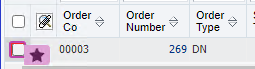 Order Co Order Number Order Type
00003 269 DN